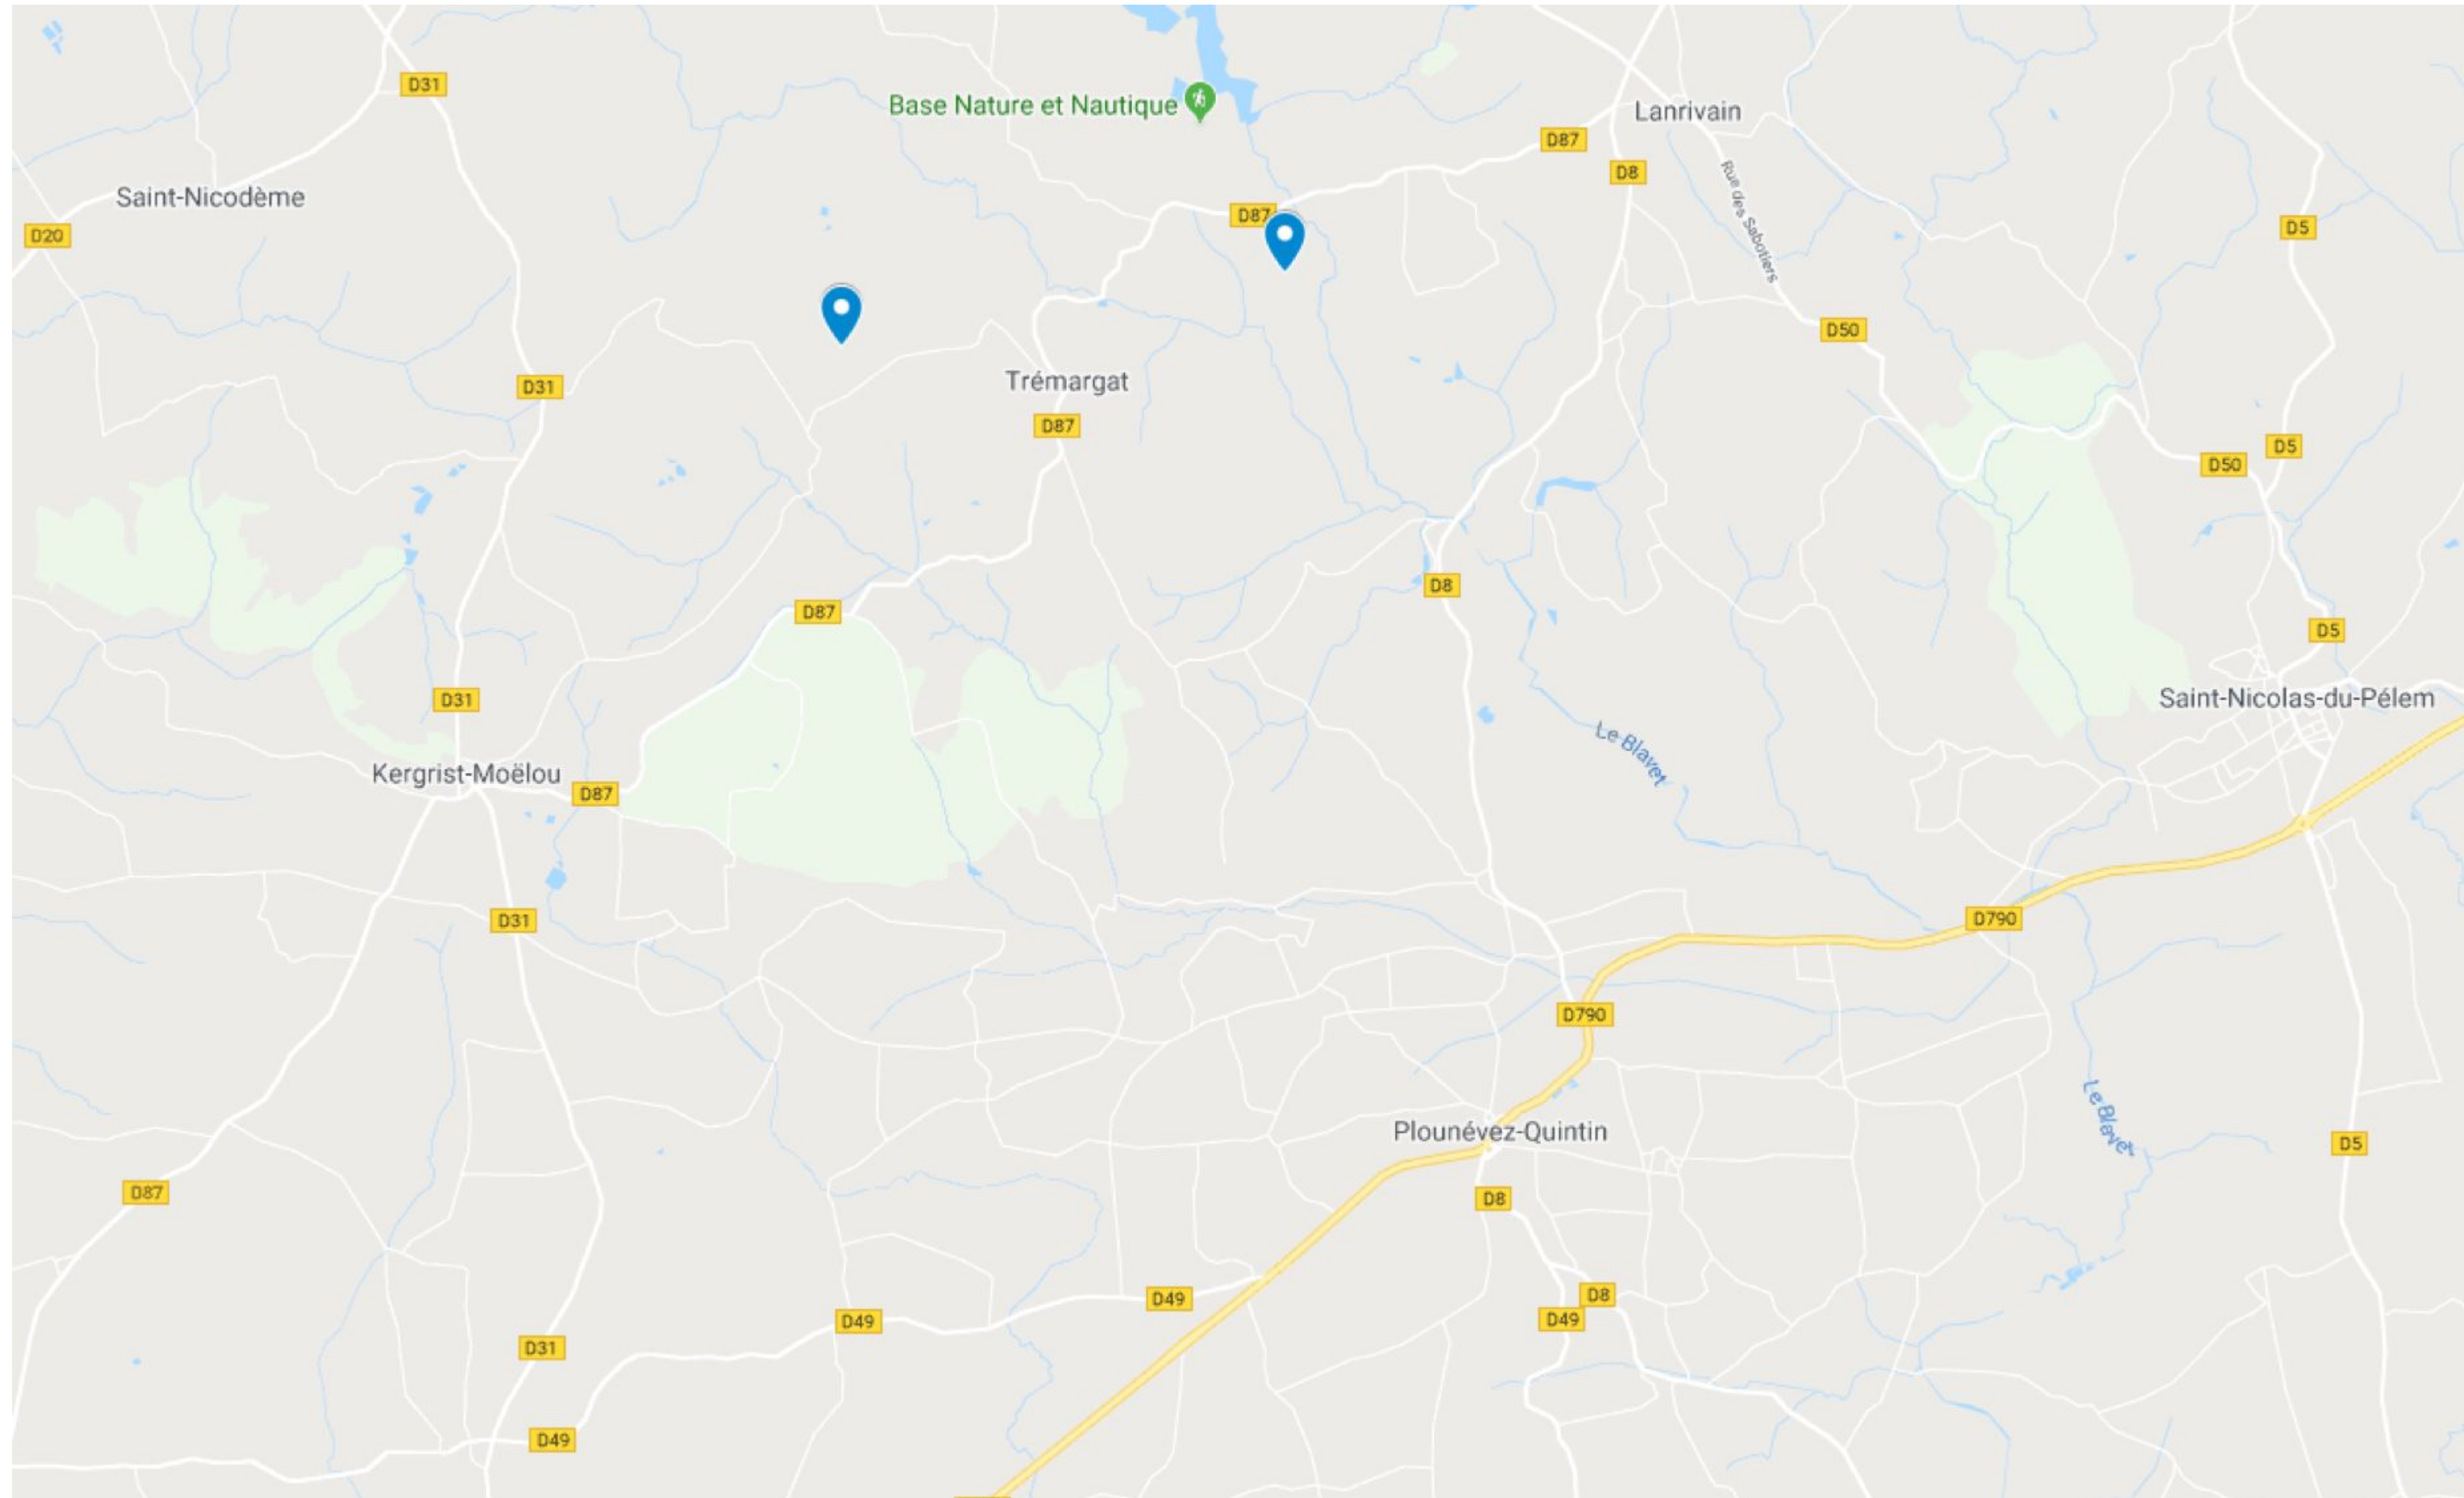 D31
Base Nature et Nautique
Lanrivain
D87
D8
Rue des Sabotiers
Saint-Nicodème
D20
D87
D5
D50
D31
Trémargat
D87
D5
D50
D8
D87
D5
D31
Saint-Nicolas-du-Pélem
Le Blavet
Kergrist-Moëlou
D87
D31
D790
D790
Le Blavet
Plounévez-Quintin
D5
D87
D8
D49
D8
D49
D49
D31
D49